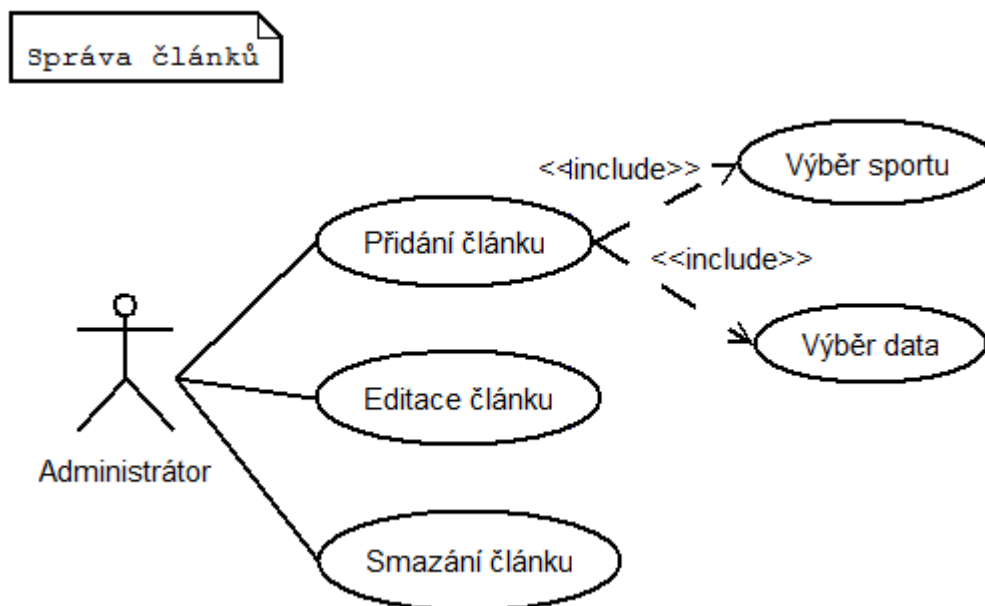 Správa článků
Výběr sportu
<<include>>
Přidání článku
<<include>>
Výběr data
Editace článku
Administrátor
Smazání článku